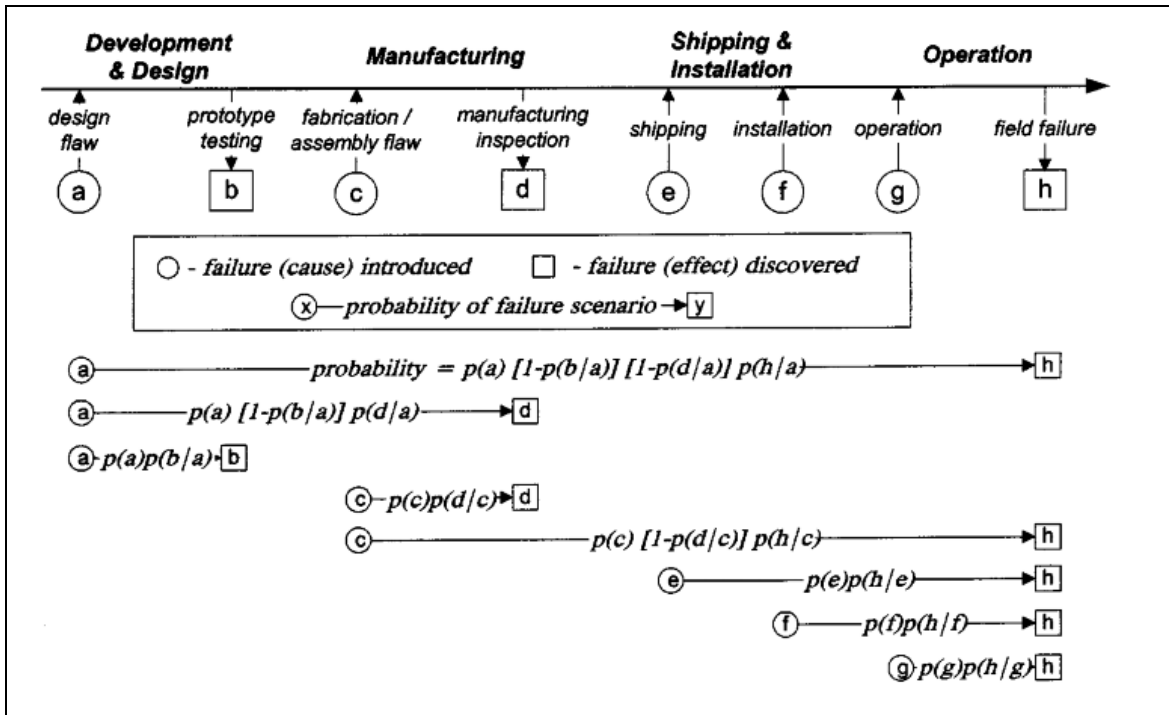 Development & Design
Manufacturing
Shipping & Installation
Operation
design flaw
prototype testing
fabrication / assembly flaw
manufacturing inspection
shipping
installation
operation
field failure
a
b
c
d
e
f
g
h
- failure (cause) introduced
- failure (effect) discovered
x probability of failure scenario y
a probability = p(a) [1-p(b/a)] [1-p(d/a)] p(h/a) h
a p(a) [1-p(b/a)] p(d/a) d
a p(a)p(b/a) b
c p(c)p(d/c) d
c p(c) [1-p(d/c)] p(h/c) h
e p(e)p(h/e) h
f p(f)p(h/f) h
g p(g)p(h/g) h